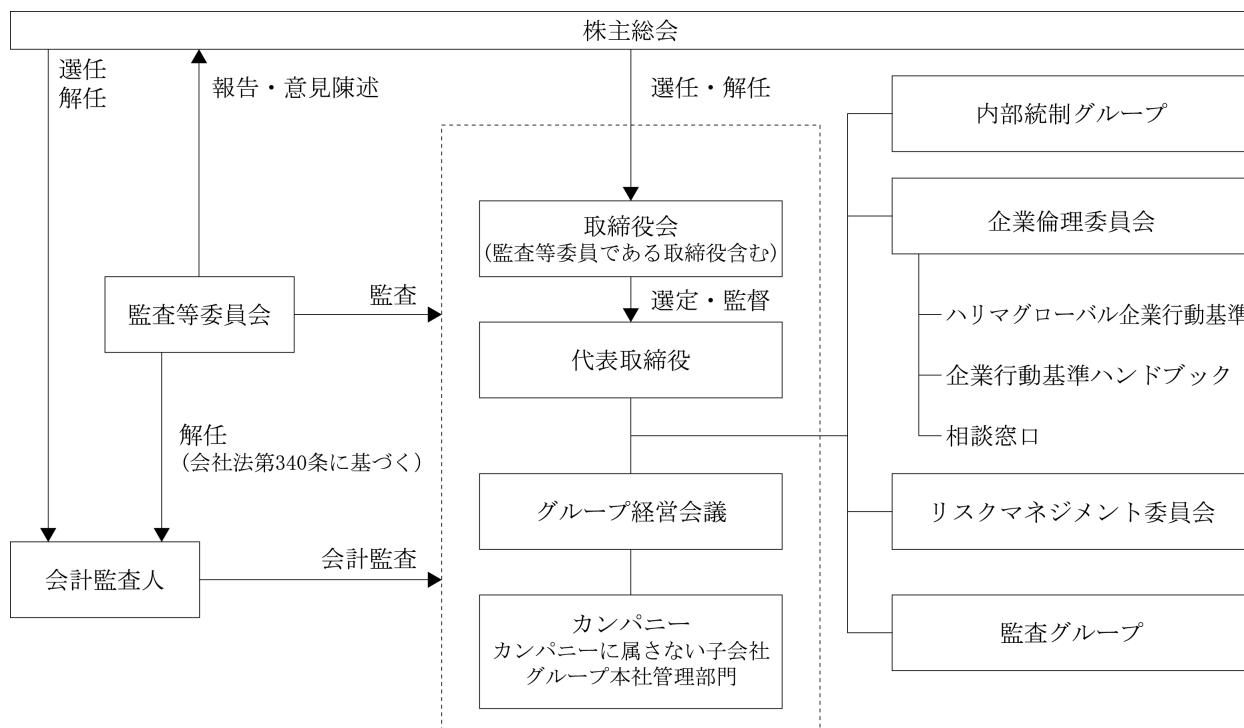 株主総会
選任
解任
報告・意見陳述
選任・解任
内部統制グループ
企業倫理委員会
取締役会
(監査等委員である取締役含む)
監査等委員会
監査
選定・監督
ハリマグローバル企業行動基準
代表取締役
企業行動基準ハンドブック
解任
(会社法第340条に基づく)
相談窓口
グループ経営会議
リスクマネジメント委員会
会計監査人
会計監査
カンパニー
カンパニーに属さない子会社
グループ本社管理部門
監査グループ